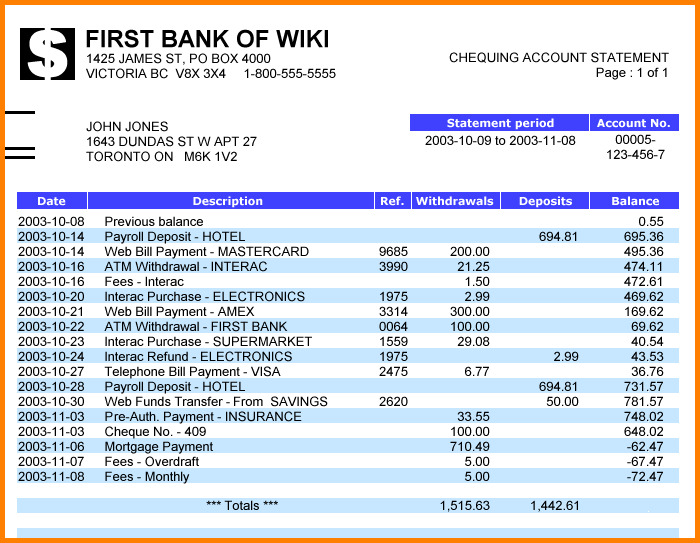 $ FIRST BANK OF WIKI
1425 JAMES ST, PO BOX 4000
VICTORIA BC V8X 3X4 1-800-555-5555
CHEQUING ACCOUNT STATEMENT
Page : 1 of 1
JOHN JONES
1643 DUNDAS ST W APT 27
TORONTO ON M6K 1V2
Statement period Account No.
2003-10-09 to 2003-11-08 00005-
123-456-7
Date Description Ref. Withdrawals Deposits Balance
2003-10-08 Previous balance 0.55
2003-10-14 Payroll Deposit - HOTEL 694.81 695.36
2003-10-14 Web Bill Payment - MASTERCARD 9685 200.00 495.36
2003-10-16 ATM Withdrawal - INTERAC 3990 21.25 474.11
2003-10-16 Fees - Interac 1.50 472.61
2003-10-20 Interac Purchase - ELECTRONICS 1975 2.99 469.62
2003-10-21 Web Bill Payment - AMEX 3314 300.00 169.62
2003-10-22 ATM Withdrawal - FIRST BANK 0064 100.00 69.62
2003-10-23 Interac Purchase - SUPERMARKET 1559 29.08 40.54
2003-10-24 Interac Refund - ELECTRONICS 1975 2.99 43.53
2003-10-27 Telephone Bill Payment - VISA 2475 6.77 36.76
2003-10-28 Payroll Deposit - HOTEL 694.81 731.57
2003-10-30 Web Funds Transfer - From SAVINGS 2620 50.00 781.57
2003-11-03 Pre-Auth. Payment - INSURANCE 33.55 748.02
2003-11-03 Cheque No. - 409 100.00 648.02
2003-11-06 Mortgage Payment 710.49 -62.47
2003-11-07 Fees - Overdraft 5.00 -67.47
2003-11-08 Fees - Monthly 5.00 -72.47
*** Totals *** 1,515.63 1,442.61